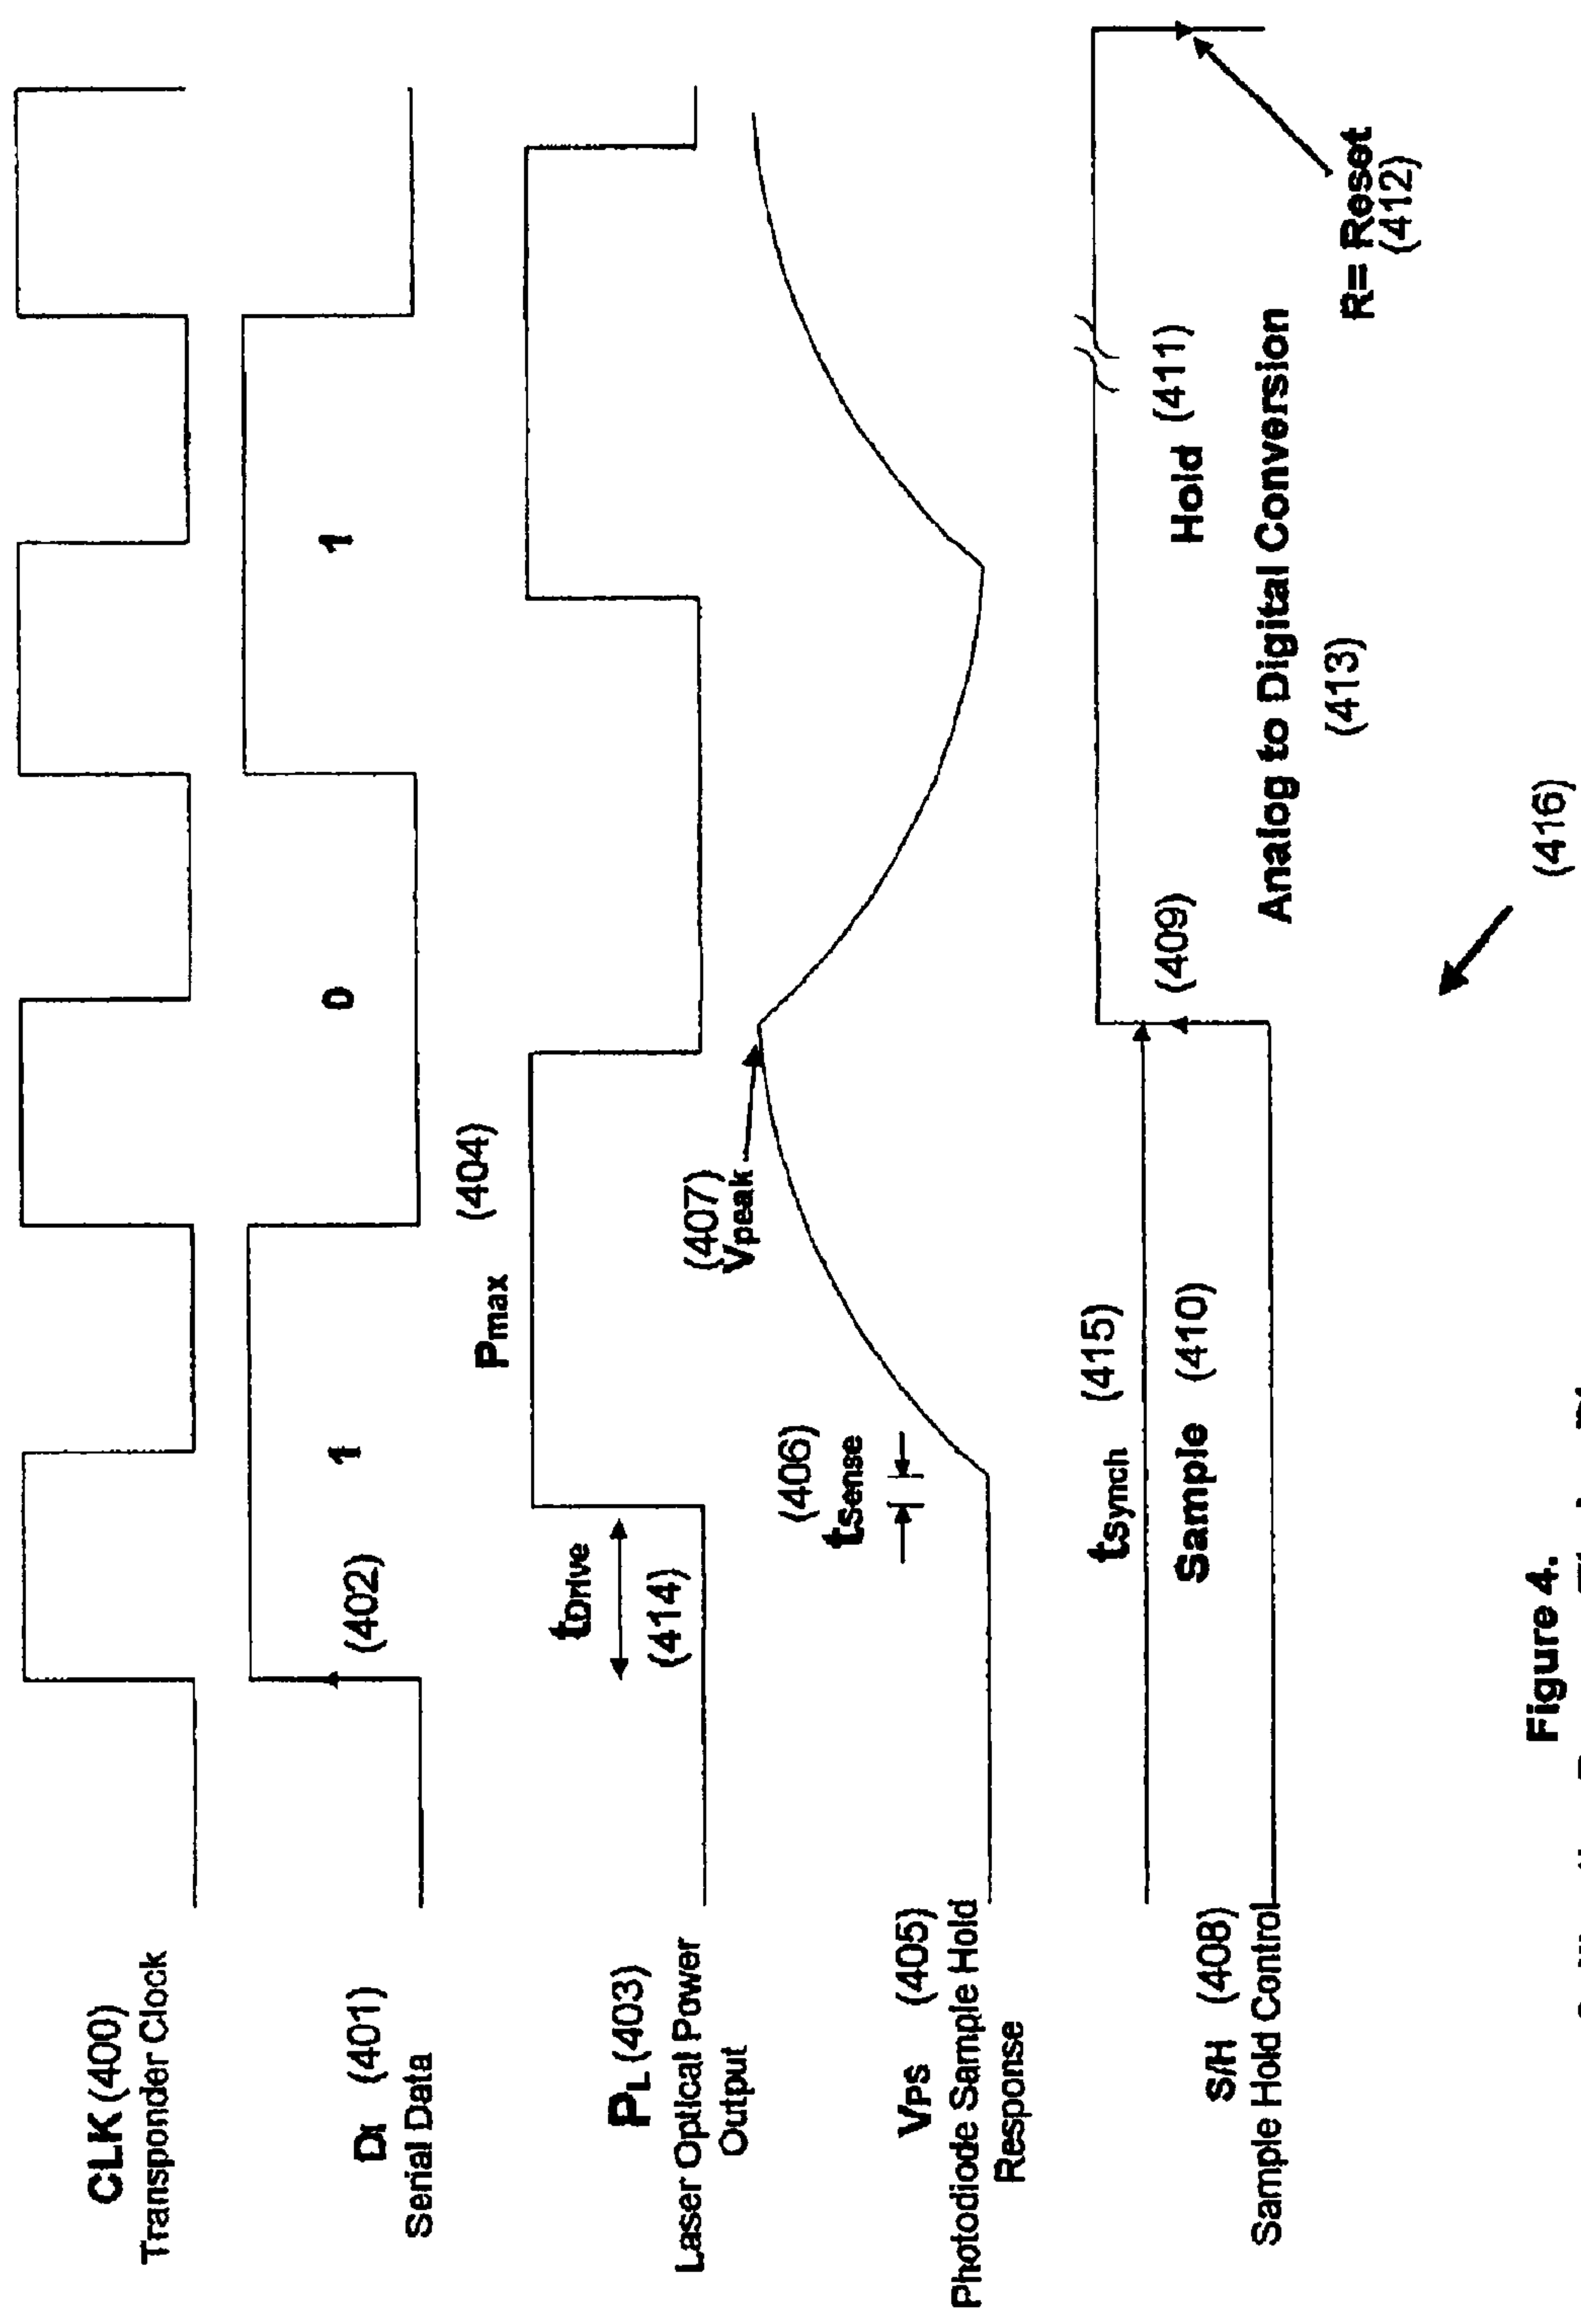 CLK (400)
Transponder Clock
DI (401)
Serial Data
(402)
1
0
1
PL (403)
Laser Optical Power
Output
tDrive
(414)
Pmax
(404)
VPS (405)
Photodiode Sample Hold
Response
(406)
tSense
(407)
Vpeak
S/H (408)
Sample Hold Control
tsynch (415)
Sample (410)
(409)
Hold (411)
Analog to Digital Conversion
(413)
R= Reset
(412)
(416)
Figure 4.